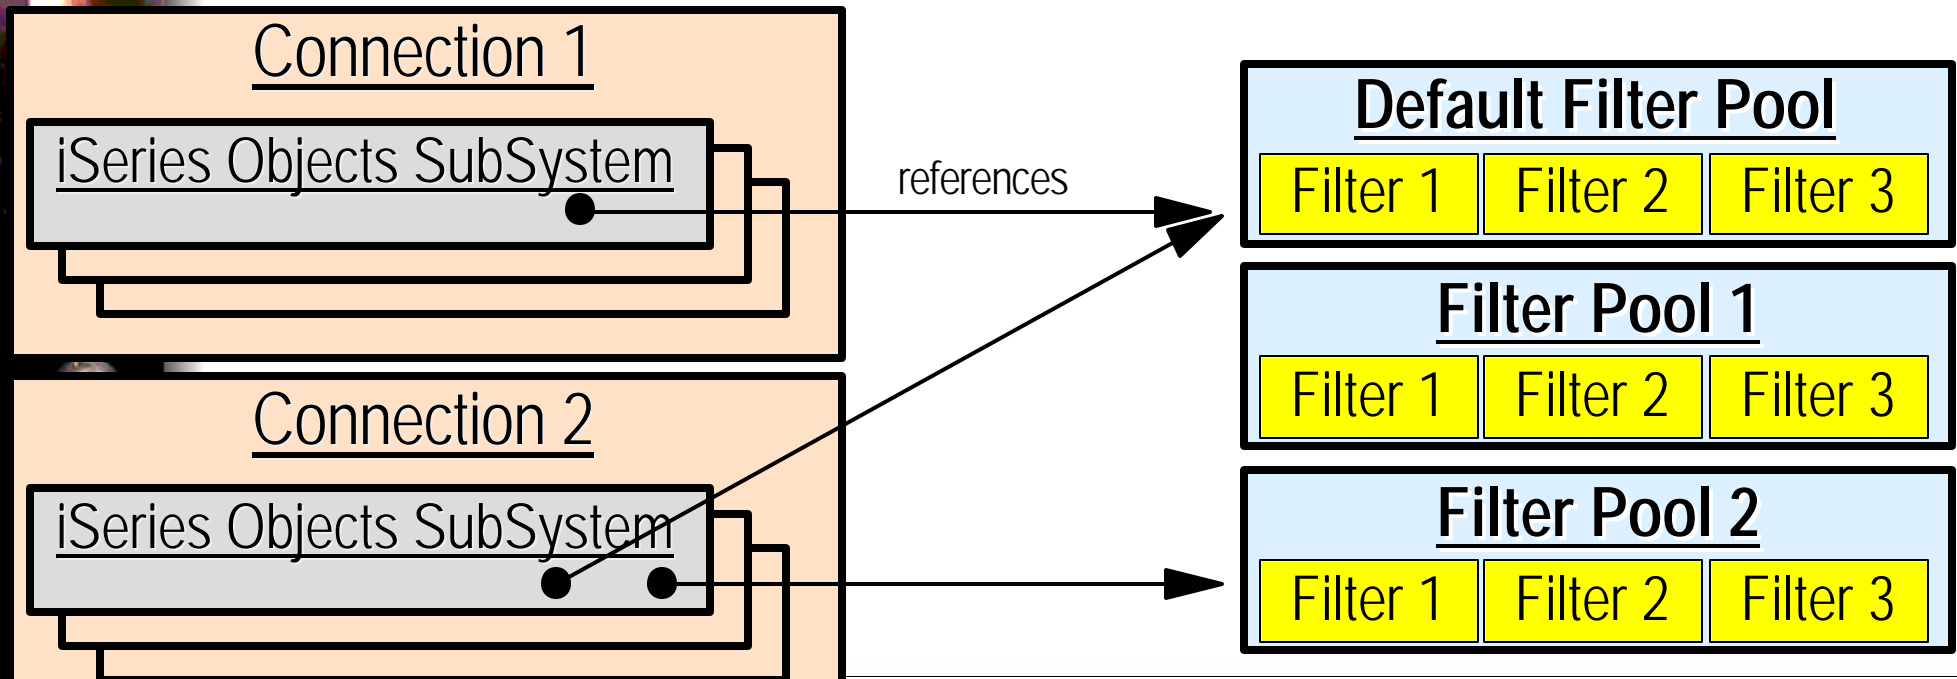 Connection 1
iSeries Objects SubSystem
references
Default Filter Pool
Filter 1 Filter 2 Filter 3
Filter Pool 1
Filter 1 Filter 2 Filter 3
Connection 2
iSeries Objects SubSystem
Filter Pool 2
Filter 1 Filter 2 Filter 3